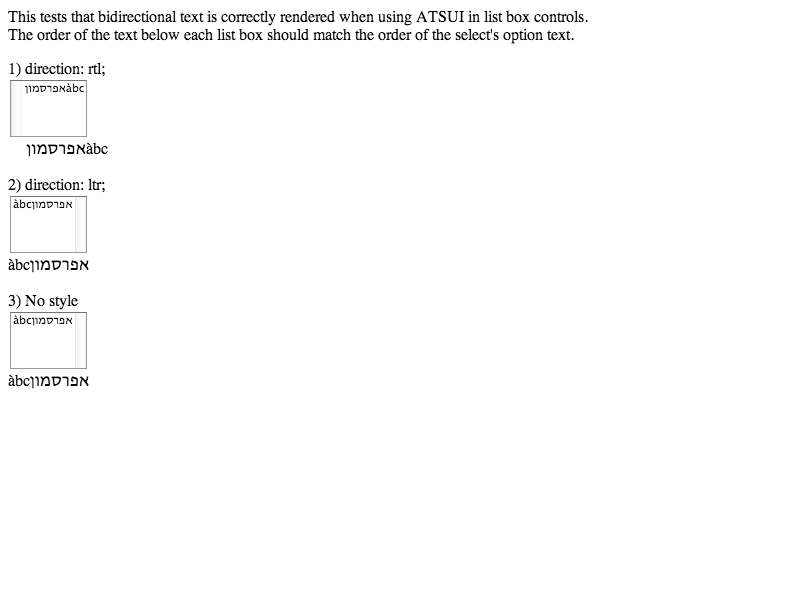 This tests that bidirectional text is correctly rendered when using ATSUI in list box controls.
The order of the text below each list box should match the order of the select's option text.
1) direction: rtl;
àbcאפרסמון
àbcאפרסמון
2) direction: ltr;
àbcאפרסמון
àbcאפרסמון
3) No style
àbcאפרסמון
àbcאפרסמון